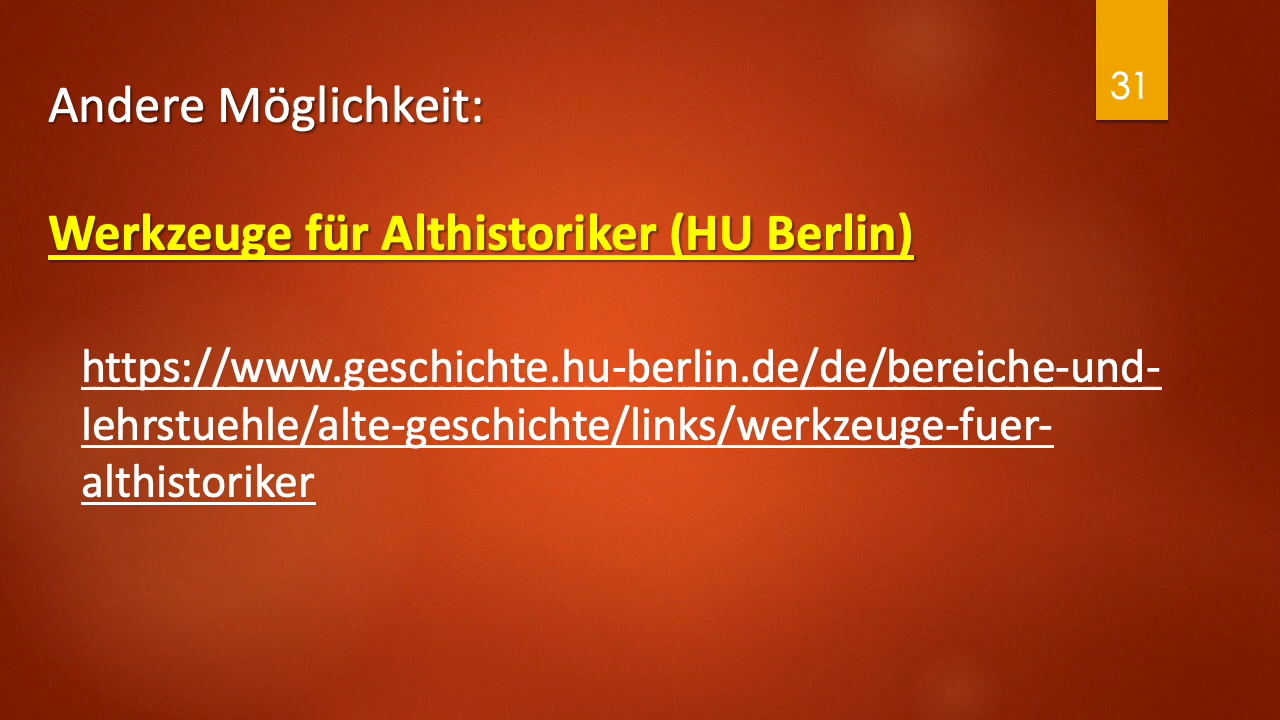 31
Andere Möglichkeit:
Werkzeuge für Althistoriker (HU Berlin)
https://www.geschichte.hu-berlin.de/de/bereiche-und-
lehrstuehle/alte-geschichte/links/werkzeuge-fuer-
althistoriker